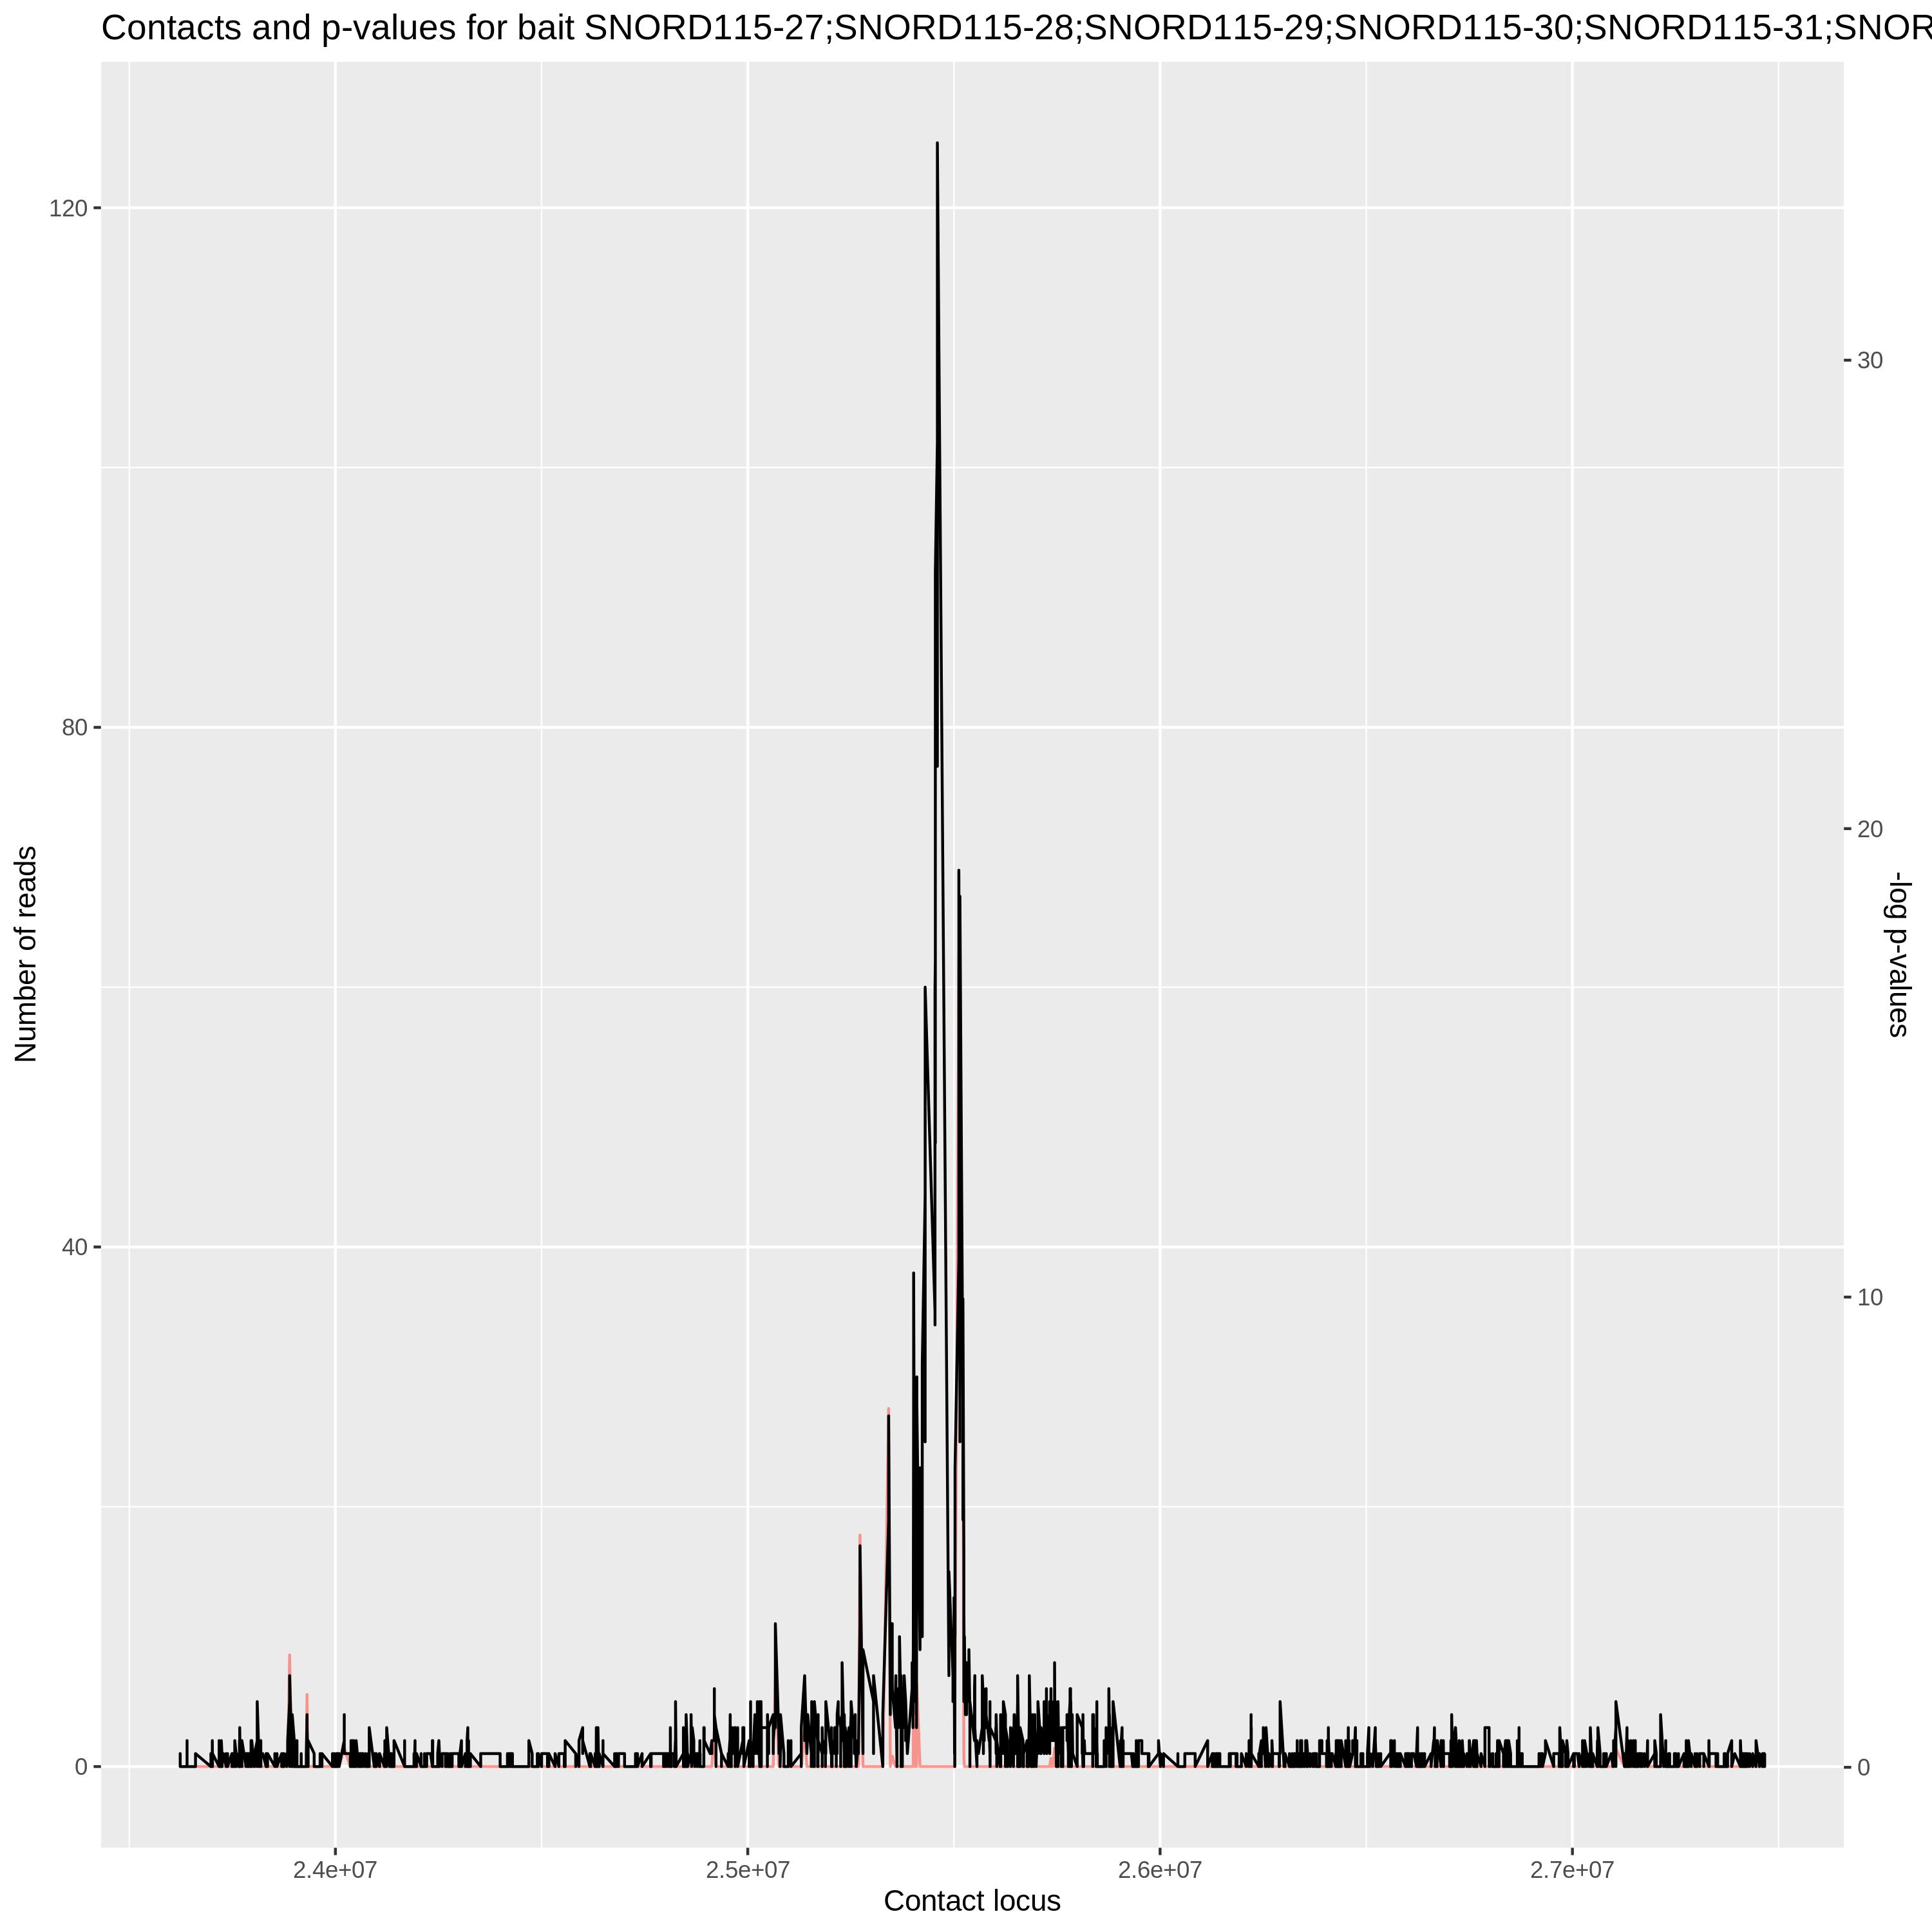 Contacts and p-values for bait SNORD115-27;SNORD115-28;SNORD115-29;SNORD115-30;SNORD115-31;SNOR
120
80
40
0
Number of reads
30
20
10
0
-log p-values
2.4e+07 2.5e+07 2.6e+07 2.7e+07
Contact locus